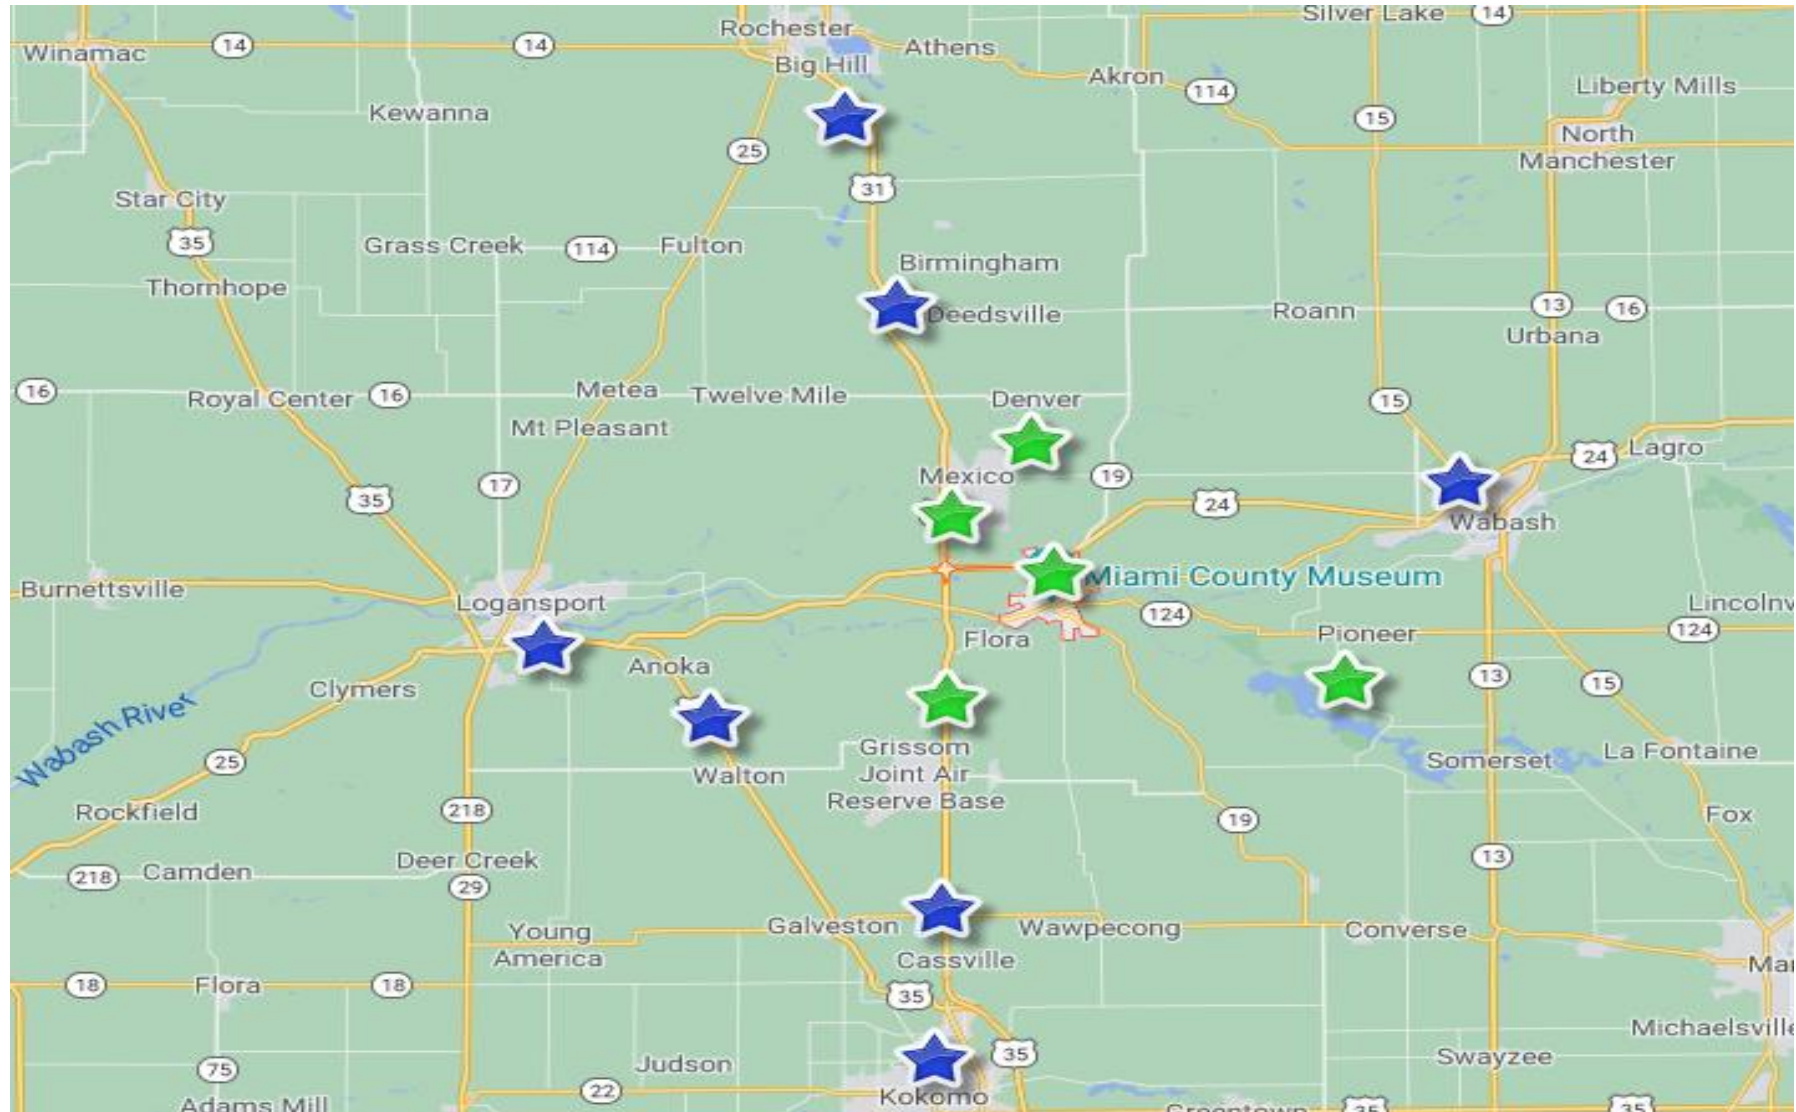 Silver Lake 14
Rochester
Winamac 14 14 Athens
Big Hill
Akron
114 Liberty Mills
Kewanna 15
25 North
Manchester
31
Star City
35 Grass Creek 114 Fulton
Birmingham
Thornhope
Deedsville Roann 13 16
Urbana
16 Royal Center 16 Metea Twelve Mile Denver 15
Mt Pleasant
24 Lagro
Mexico 19
35 17 24
Wabash
Burnettsville Miami County Museum
Logansport Lincolnv
124 124
Flora Pioneer
Anoka
Clymers 13 15
Wabash River
Grissom
Joint Air
Reserve Base
25 Walton Somerset La Fontaine
Rockfield 218 19 Fox
Deer Creek 13
218 Camden
29
Young
America
Galveston Wawpecong Converse
Cassville Mar
18 Flora 18 35
Michaelsville
75 Judson 35 Swayzee
22 Kokomo
Adams Mill Greentown 35 35